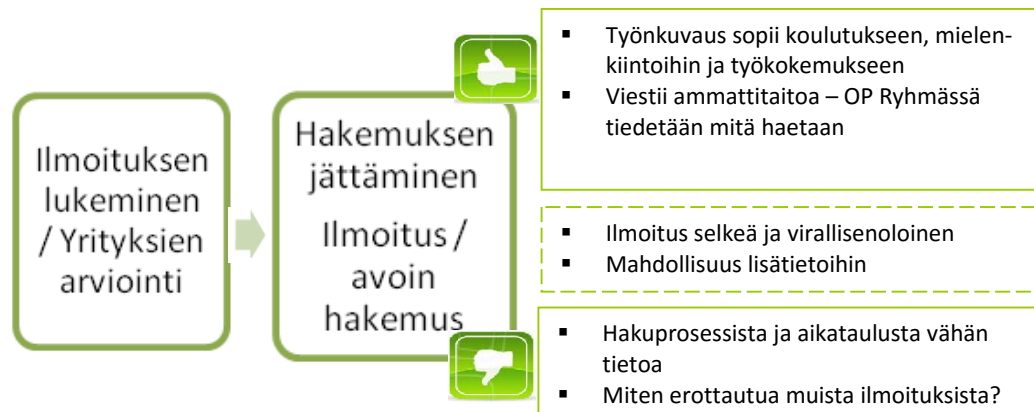 Ilmoituksen
lukeminen
/ Yrityksien
arviointi
Hakemuksen
jättäminen
Ilmoitus /
avoin
hakemus
▪ Työnkuvaus sopii koulutukseen, mielen-
kiintoihin ja työkokemukseen
▪ Viestii ammattitaitoa – OP Ryhmässä
tiedetään mitä haetaan
▪ Ilmoitus selkeä ja virallisenoloinen
▪ Mahdollisuus lisätietoihin
▪ Hakuprosessista ja aikataulusta vähän
tietoa
▪ Miten erottautua muista ilmoituksista?